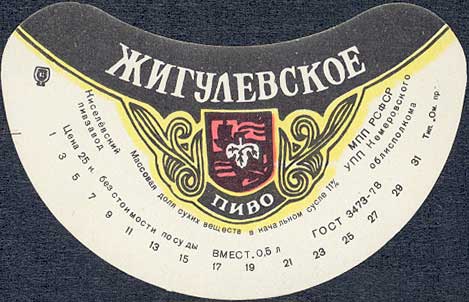 ЖИГУЛЕВСКОЕ
ПИВО
Киселёвский
пивзавод
Цена 25 к. без стоимости посуды
Массовая доля сухих веществ в начальном сусле 11%
МПП РСФСР
УПП Кемеровского
облисполкома
ВМЕСТ. 0,5 л
ГОСТ 3473-78
Тип. „Ом. пр."
1 3 5 7 9 11 13 15 17 19 21 23 25 27 29 31